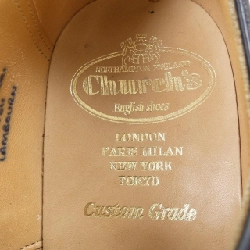 Church's
English shoes
LONDON
PARIS MILAN
NEW YORK
TOKYO
Custom Grade